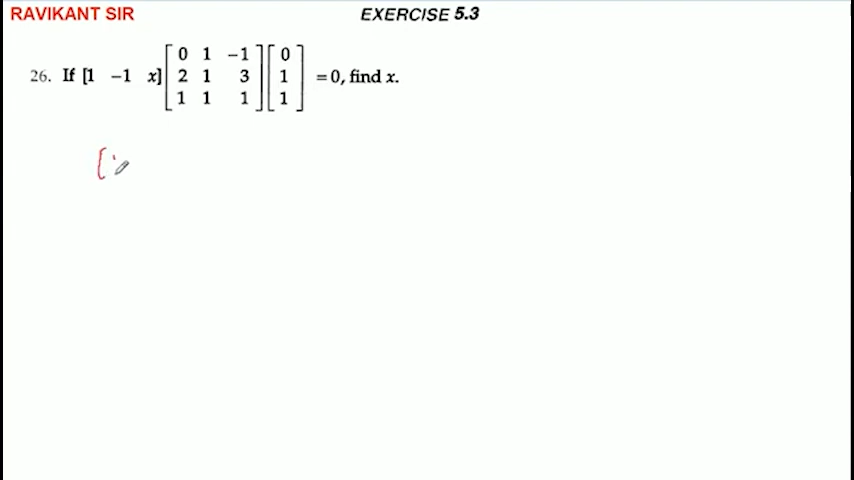 RAVIKANT SIR
EXERCISE 5.3
26. If [1 −1 x] [0 1 −1 2 1 3 1 1 1] [0 1 1] = 0, find x.
[